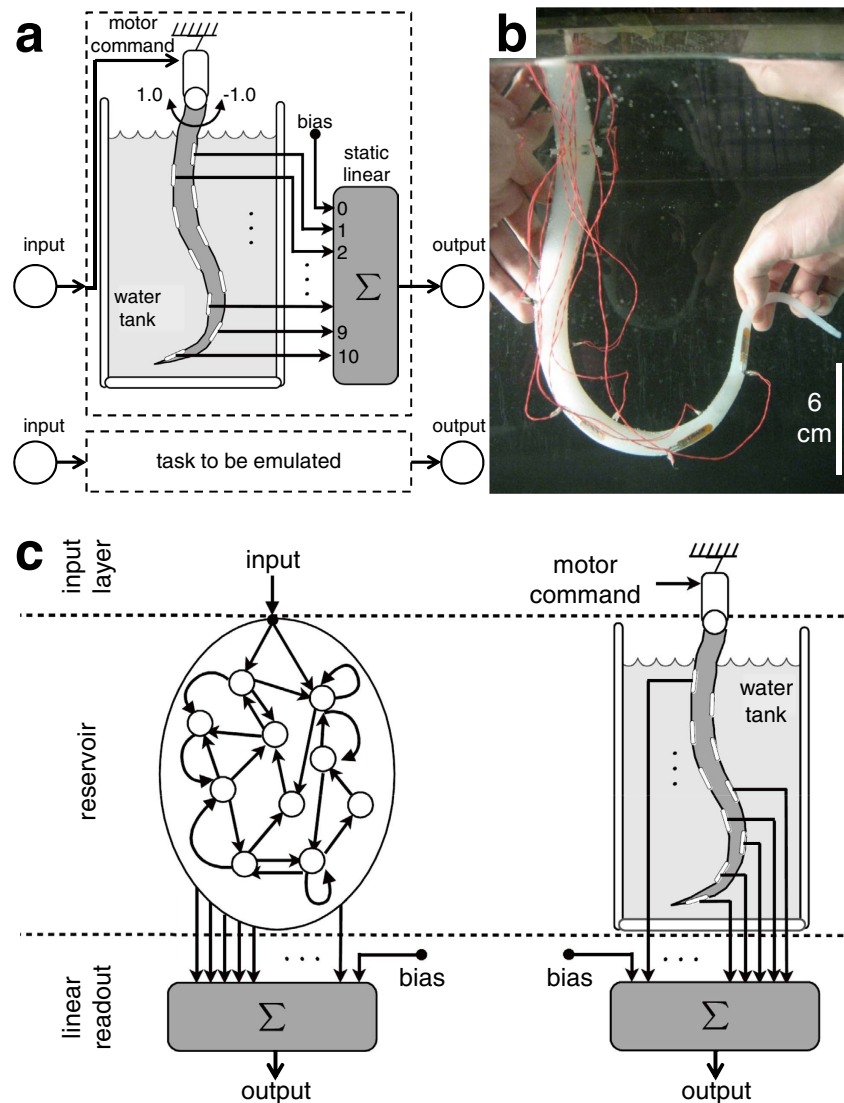 a
motor
command
1.0
-1.0
bias
static
linear
0
1
2
9
10
Σ
input
output
water
tank
input
output
task to be emulated
b
6
cm
c
input
layer
input
motor
command
reservoir
water
tank
linear
readout
bias
bias
Σ
Σ
output
output